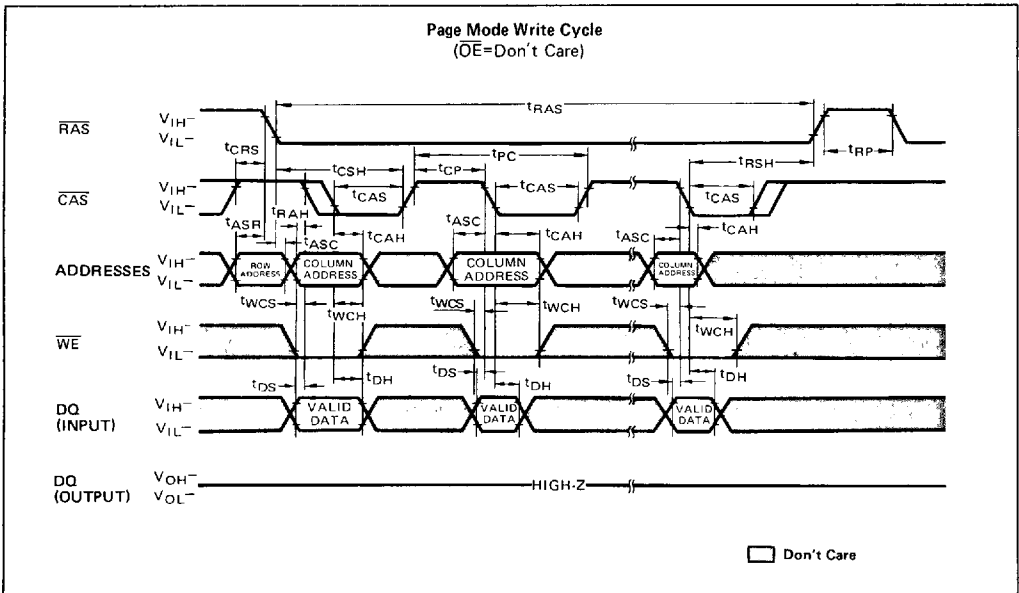 Page Mode Write Cycle
(OE=Don't Care)
RAS
VIH
VIL
tRAS
tRP
tCRS
tCSH
tPC
tCP
tRSH
CAS
VIH
VIL
tCAS
tCAS
tCAS
tRAH
tASR
tASC
tCAH
tASC
tCAH
tASC
tCAH
ADDRESSES
VIH
VIL
ROW ADDRESS
COLUMN ADDRESS
COLUMN ADDRESS
COLUMN ADDRESS
tWCS
tWCH
tWCS
tWCH
tWCS
tWCH
WE
VIH
VIL
tDS
tDH
tDS
tDH
tDS
tDH
DQ
(INPUT)
VIH
VIL
VALID DATA
VALID DATA
VALID DATA
DQ
(OUTPUT)
VOH
VOL
HIGH-Z
Don't Care